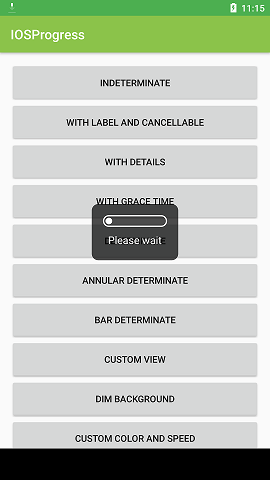 11:15
IOSProgress
INDETERMINATE
WITH LABEL AND CANCELLABLE
WITH DETAILS
WITH GRACE TIME
Please wait
ANNULAR DETERMINATE
BAR DETERMINATE
CUSTOM VIEW
DIM BACKGROUND
CUSTOM COLOR AND SPEED